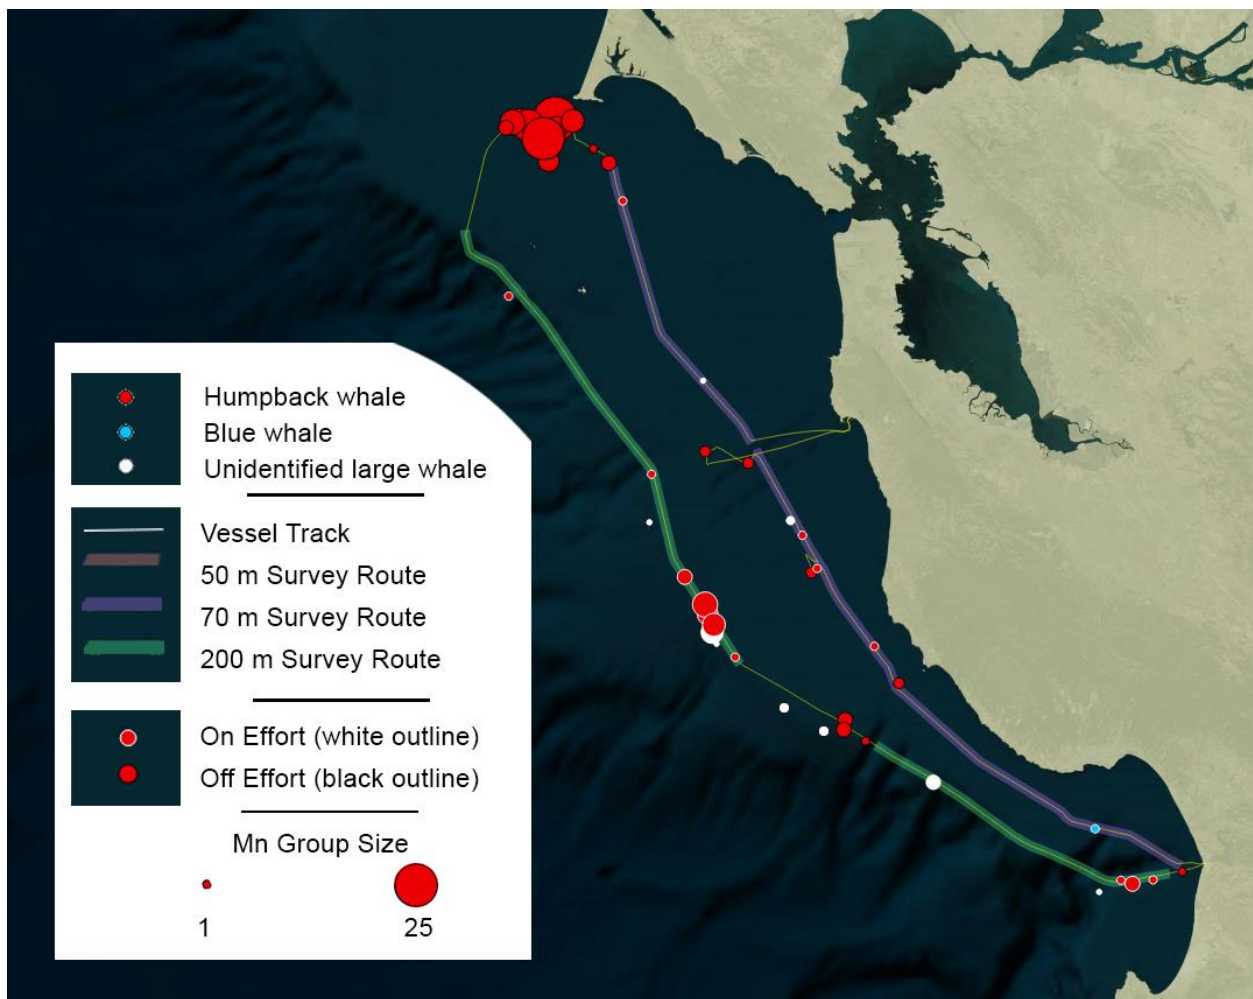 Humpback whale
Blue whale
Unidentified large whale
Vessel Track
50 m Survey Route
70 m Survey Route
200 m Survey Route
On Effort (white outline)
Off Effort (black outline)
Mn Group Size
1 25